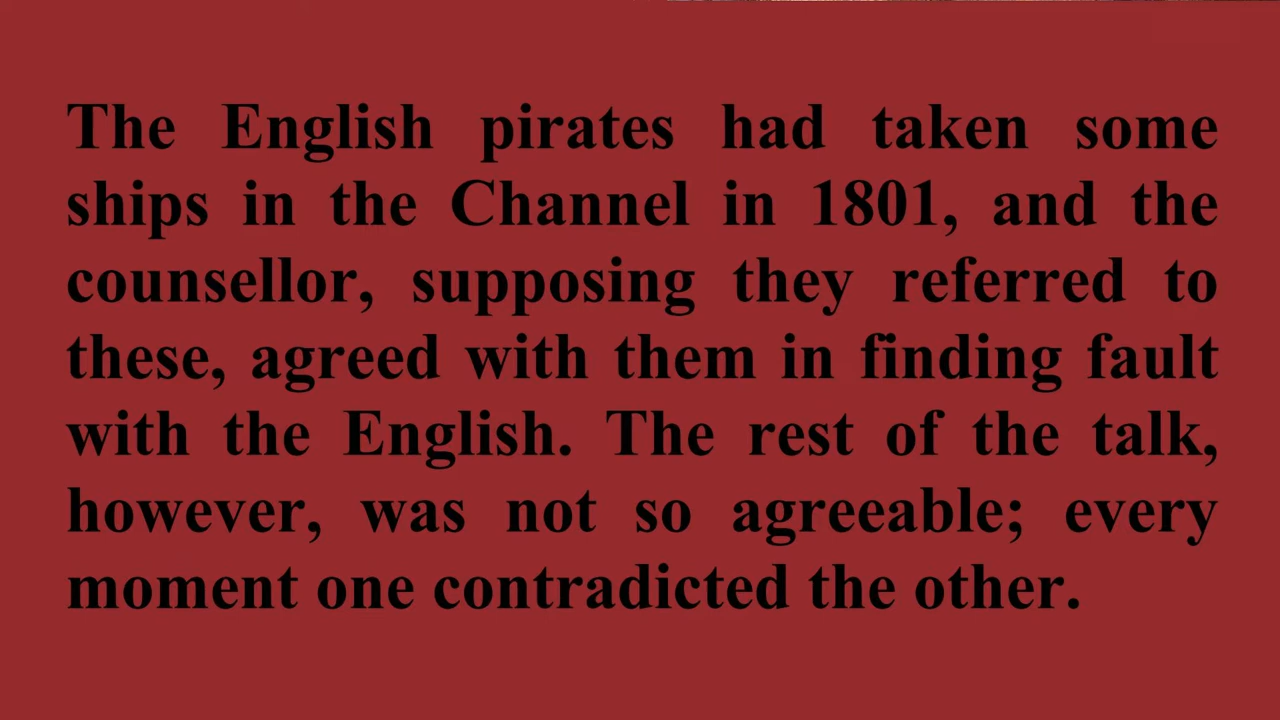 The English pirates had taken some
ships in the Channel in 1801, and the
counsellor, supposing they referred to
these, agreed with them in finding fault
with the English. The rest of the talk,
however, was not so agreeable; every
moment one contradicted the other.